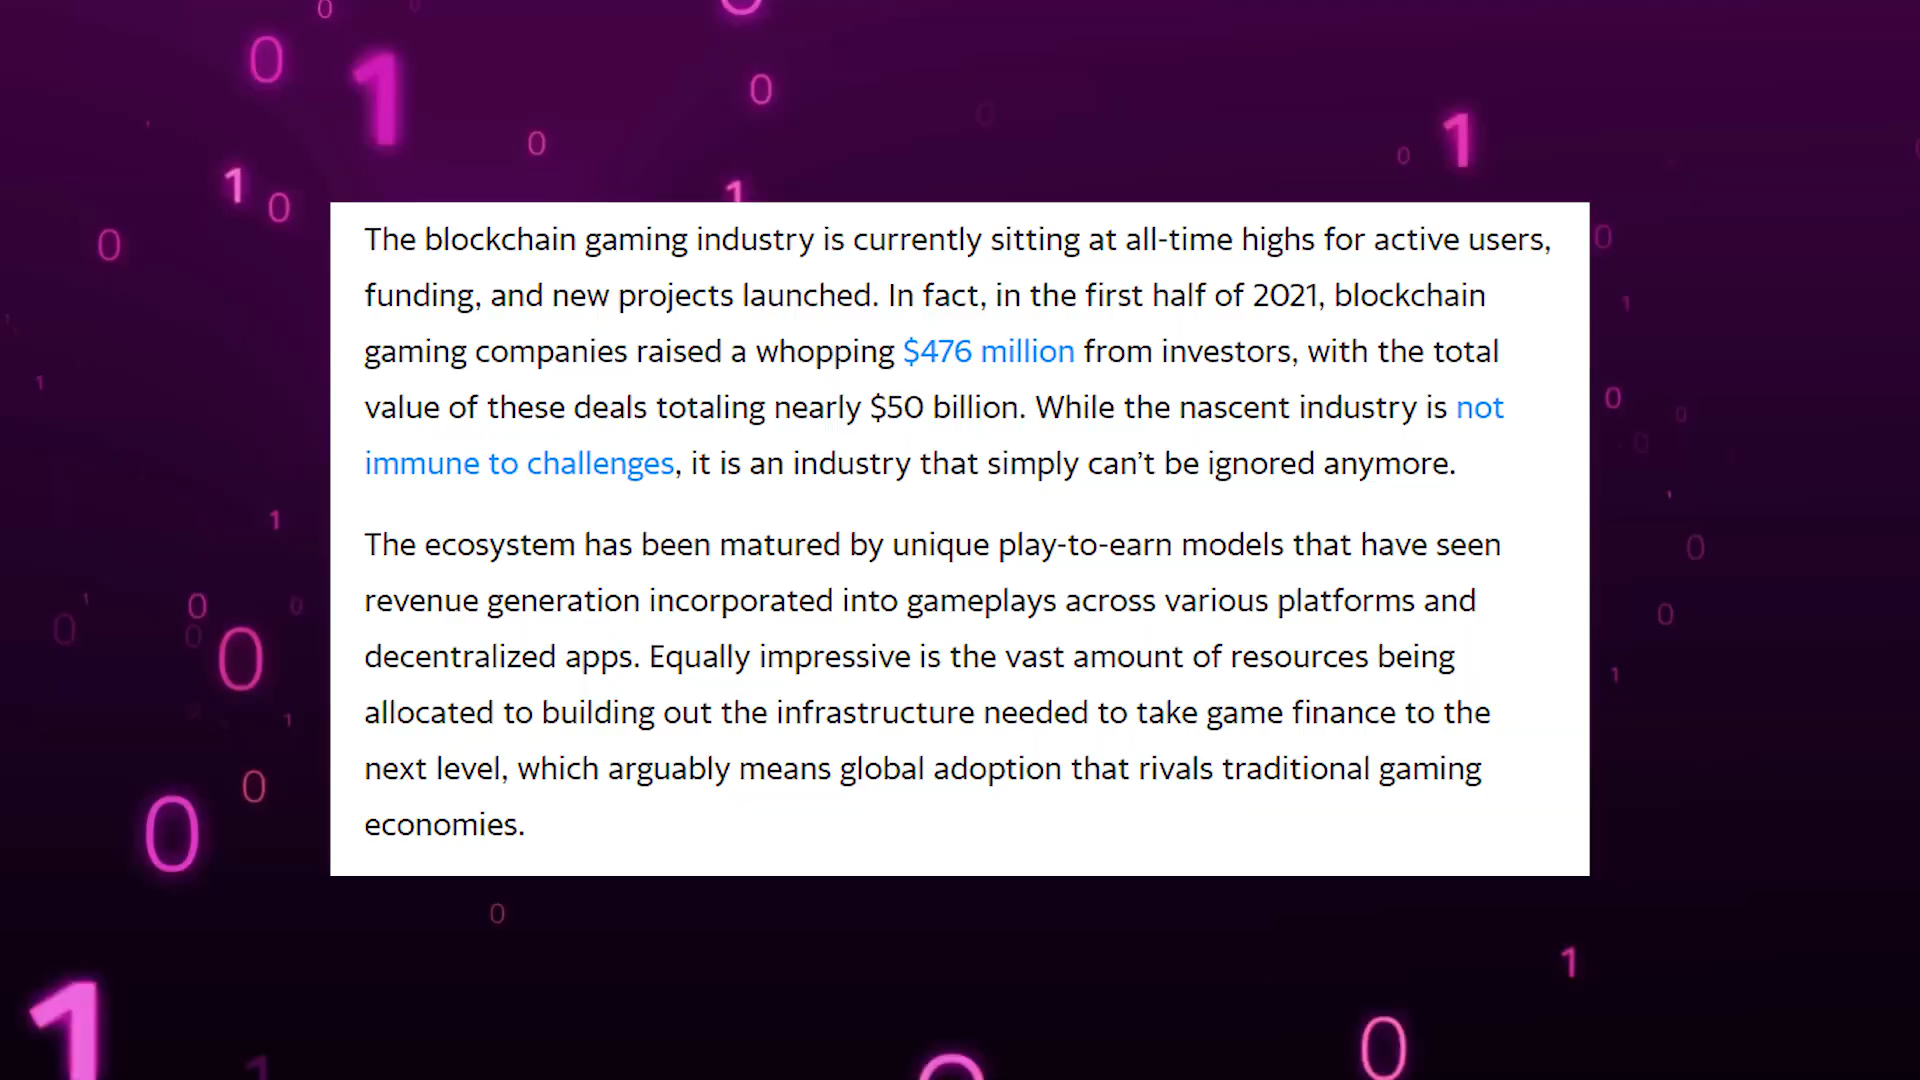 The blockchain gaming industry is currently sitting at all-time highs for active users,
funding, and new projects launched. In fact, in the first half of 2021, blockchain
gaming companies raised a whopping $476 million from investors, with the total
value of these deals totaling nearly $50 billion. While the nascent industry is not
immune to challenges, it is an industry that simply can’t be ignored anymore.
The ecosystem has been matured by unique play-to-earn models that have seen
revenue generation incorporated into gameplays across various platforms and
decentralized apps. Equally impressive is the vast amount of resources being
allocated to building out the infrastructure needed to take game finance to the
next level, which arguably means global adoption that rivals traditional gaming
economies.